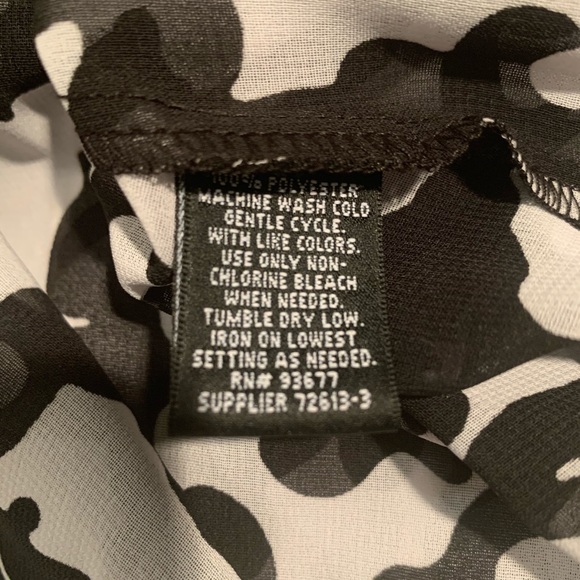 100% POLYESTER
MACHINE WASH COLD
GENTLE CYCLE.
WITH LIKE COLORS.
USE ONLY NON-
CHLORINE BLEACH
WHEN NEEDED.
TUMBLE DRY LOW.
IRON ON LOWEST
SETTING AS NEEDED.
RN# 93677
SUPPLIER 72613-3